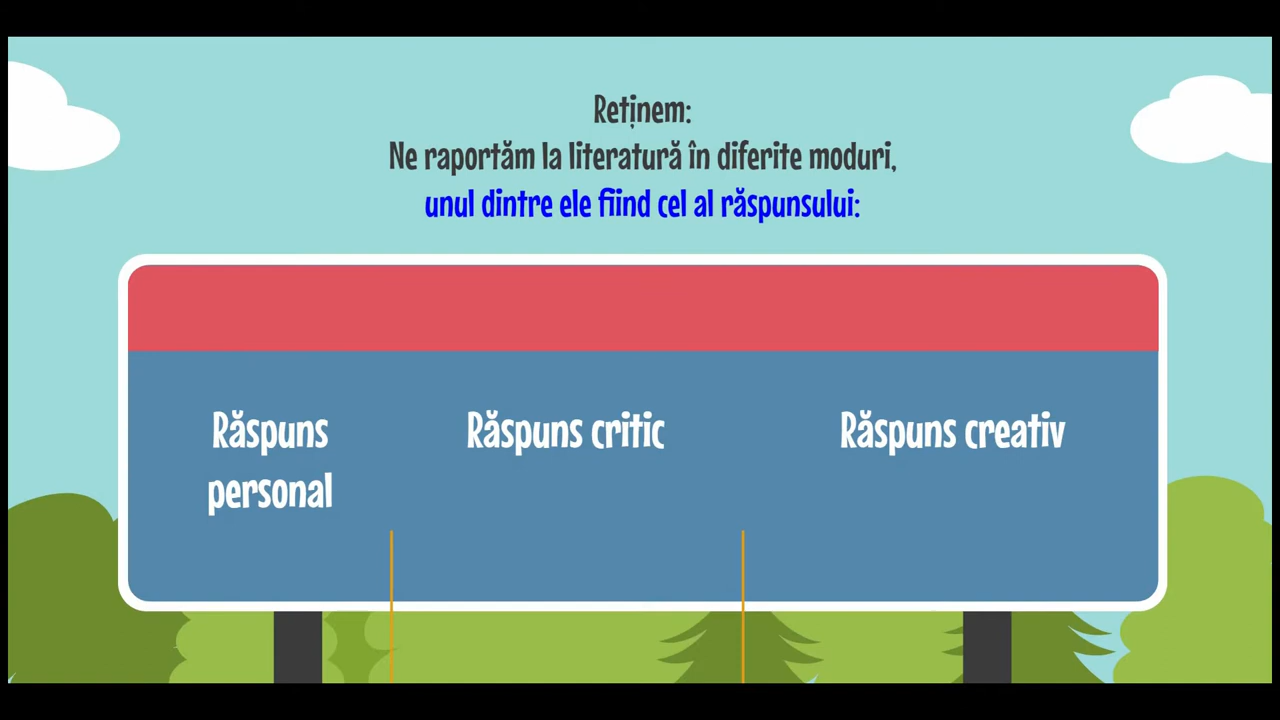 Reținem:
Ne raportăm la literatură în diferite moduri,
unul dintre ele fiind cel al răspunsului:
Răspuns
personal
Răspuns critic
Răspuns creativ